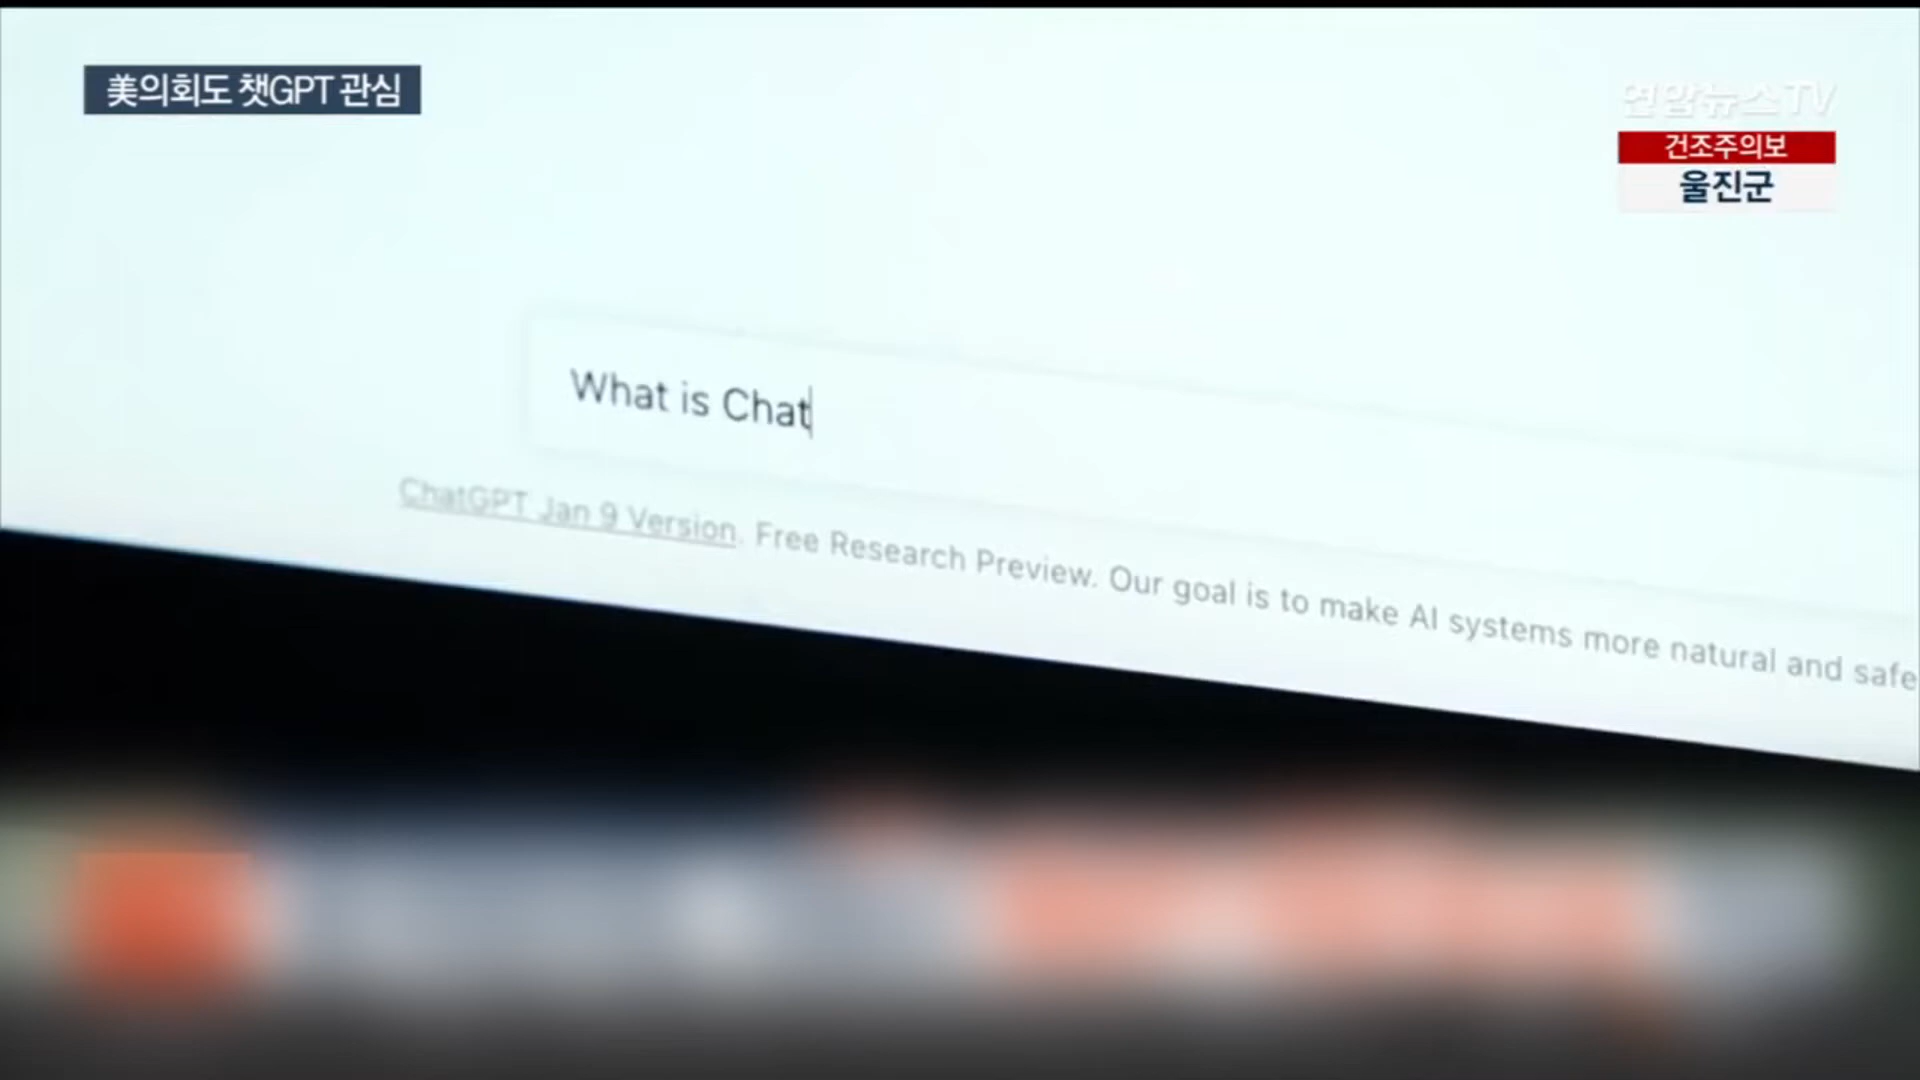 美의회도 챗GPT 관심
연합뉴스TV
건조주의보
울진군
What is Chat
ChatGPT Jan 9 Version. Free Research Preview. Our goal is to make AI systems more natural and safe